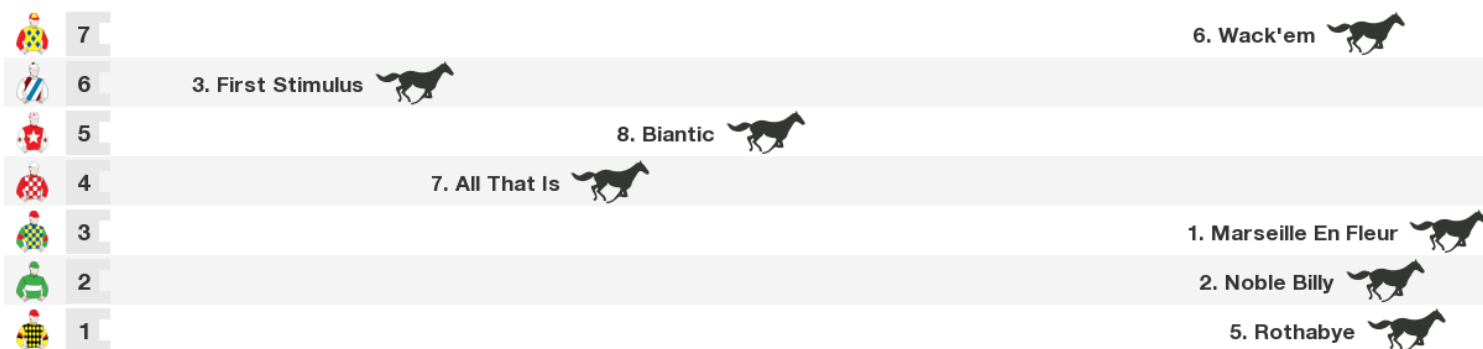 7 6. Wack'em
6 3. First Stimulus
5 8. Biantic
4 7. All That Is
3 1. Marseille En Fleur
2 2. Noble Billy
1 5. Rothabye